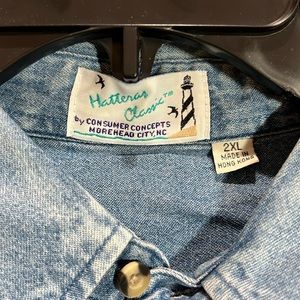 Hatteras
Classic™
by CONSUMER CONCEPTS
MOREHEAD CITY, NC
2XL
MADE IN
HONG KONG